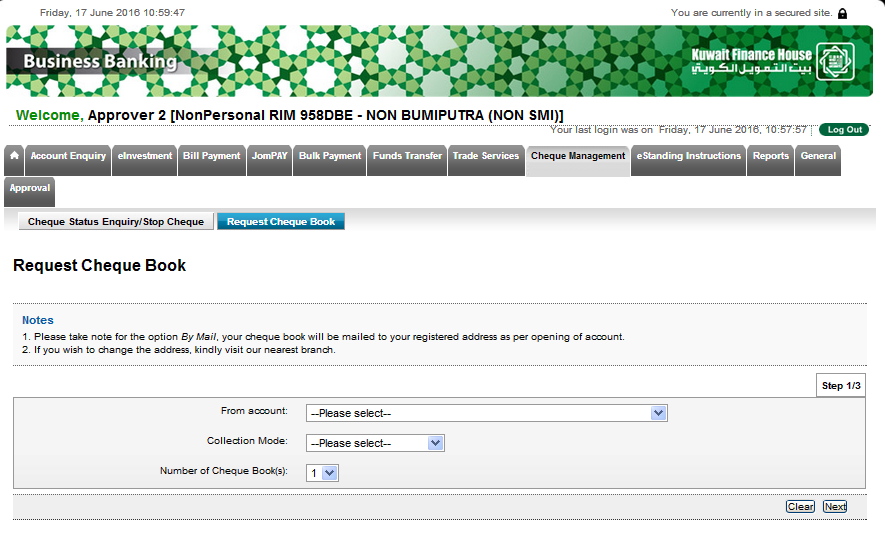 Friday, 17 June 2016 10:59:47
You are currently in a secured site.
Business Banking
Kuwait Finance House
بيت التمويل الكويتي
Welcome, Approver 2 [NonPersonal RIM 958DBE - NON BUMIPUTRA (NON SMI)]
Your last login was on Friday, 17 June 2016, 10:57:57
Log Out
Account Enquiry eInvestment Bill Payment JomPAY Bulk Payment Funds Transfer Trade Services Cheque Management eStanding Instructions Reports General
Approval
Cheque Status Enquiry/Stop Cheque Request Cheque Book
Request Cheque Book
Notes
1. Please take note for the option By Mail, your cheque book will be mailed to your registered address as per opening of account.
2. If you wish to change the address, kindly visit our nearest branch.
Step 1/3
From account: --Please select--
Collection Mode: --Please select--
Number of Cheque Book(s): 1
Clear Next